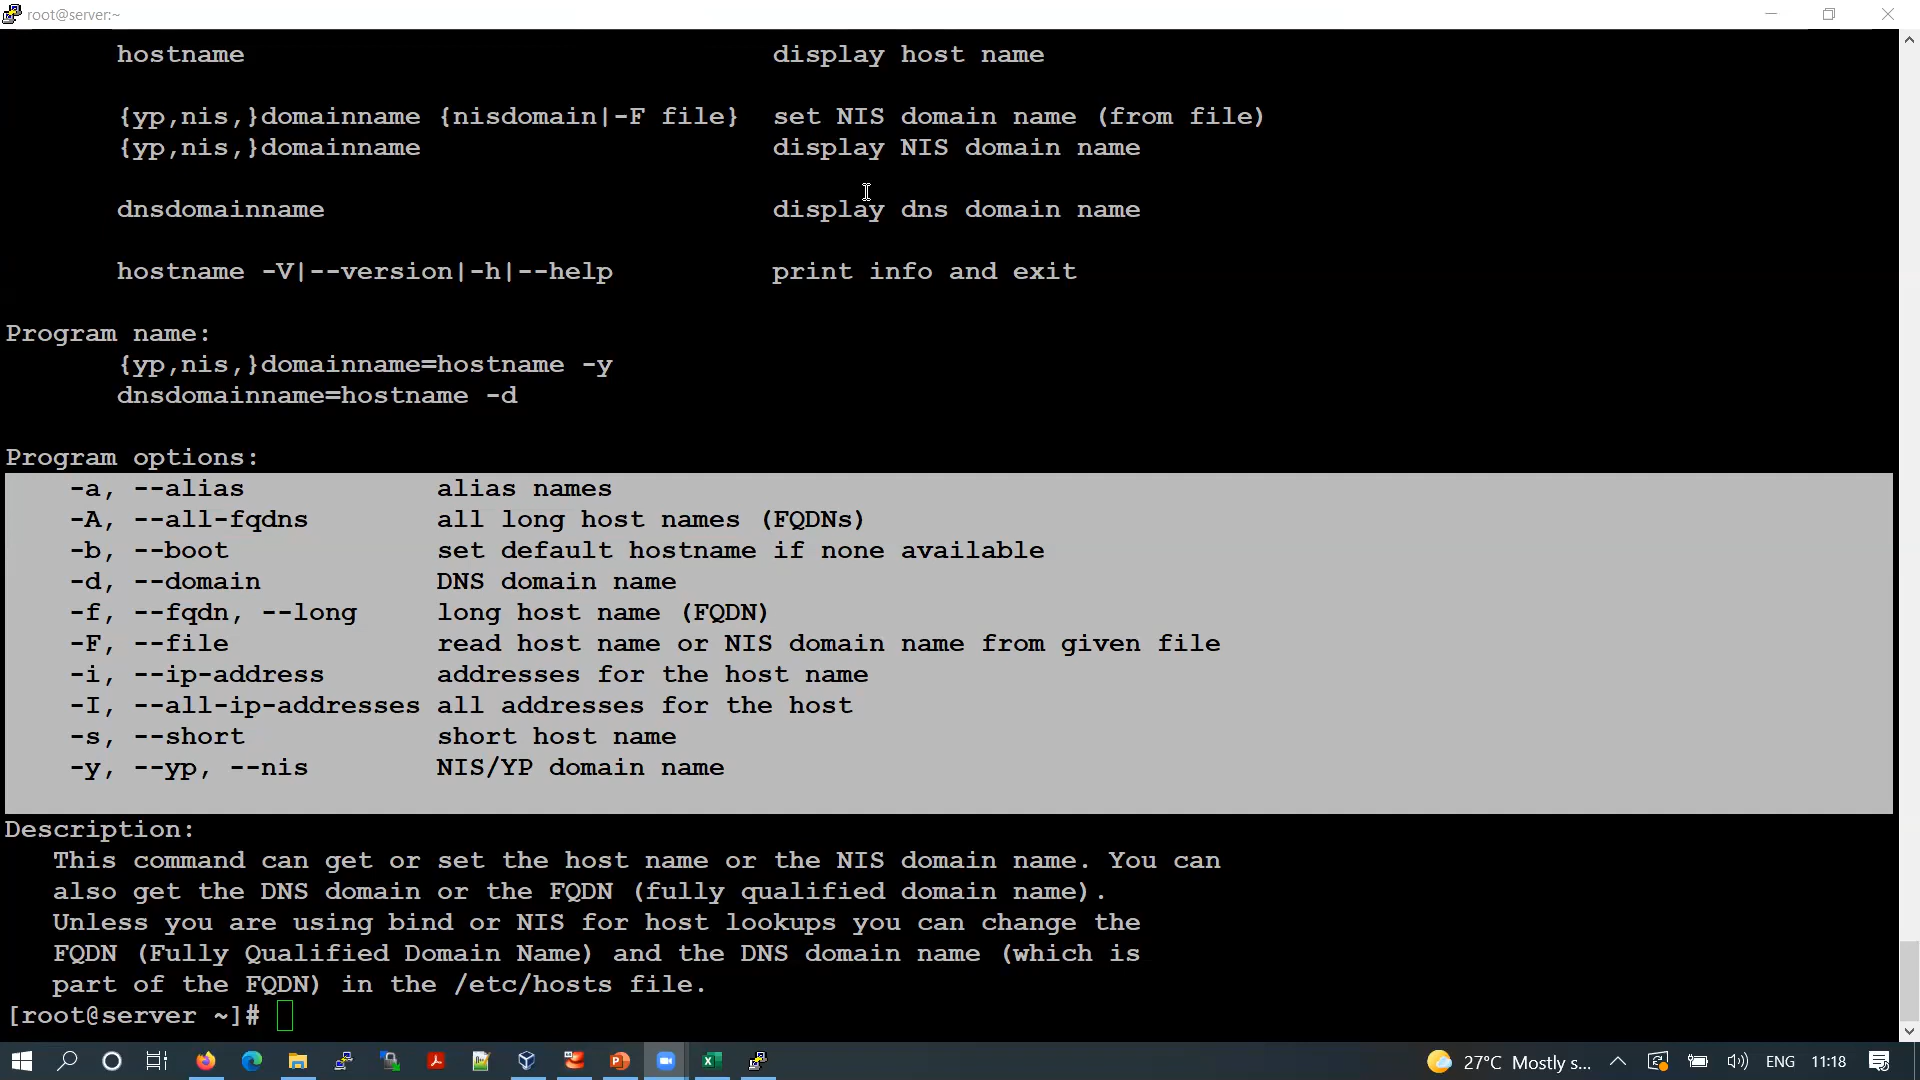 root@server:~
hostname display host name
{yp,nis,}domainname {nisdomain|-F file} set NIS domain name (from file)
{yp,nis,}domainname display NIS domain name
dnsdomainname display dns domain name
hostname -V|--version|-h|--help print info and exit
Program name:
{yp,nis,}domainname=hostname -y
dnsdomainname=hostname -d
Program options:
-a, --alias alias names
-A, --all-fqdns all long host names (FQDNs)
-b, --boot set default hostname if none available
-d, --domain DNS domain name
-f, --fqdn, --long long host name (FQDN)
-F, --file read host name or NIS domain name from given file
-i, --ip-address addresses for the host name
-I, --all-ip-addresses all addresses for the host
-s, --short short host name
-y, --yp, --nis NIS/YP domain name
Description:
This command can get or set the host name or the NIS domain name. You can
also get the DNS domain or the FQDN (fully qualified domain name).
Unless you are using bind or NIS for host lookups you can change the
FQDN (Fully Qualified Domain Name) and the DNS domain name (which is
part of the FQDN) in the /etc/hosts file.
[root@server ~]#
27°C Mostly s... ENG 11:18